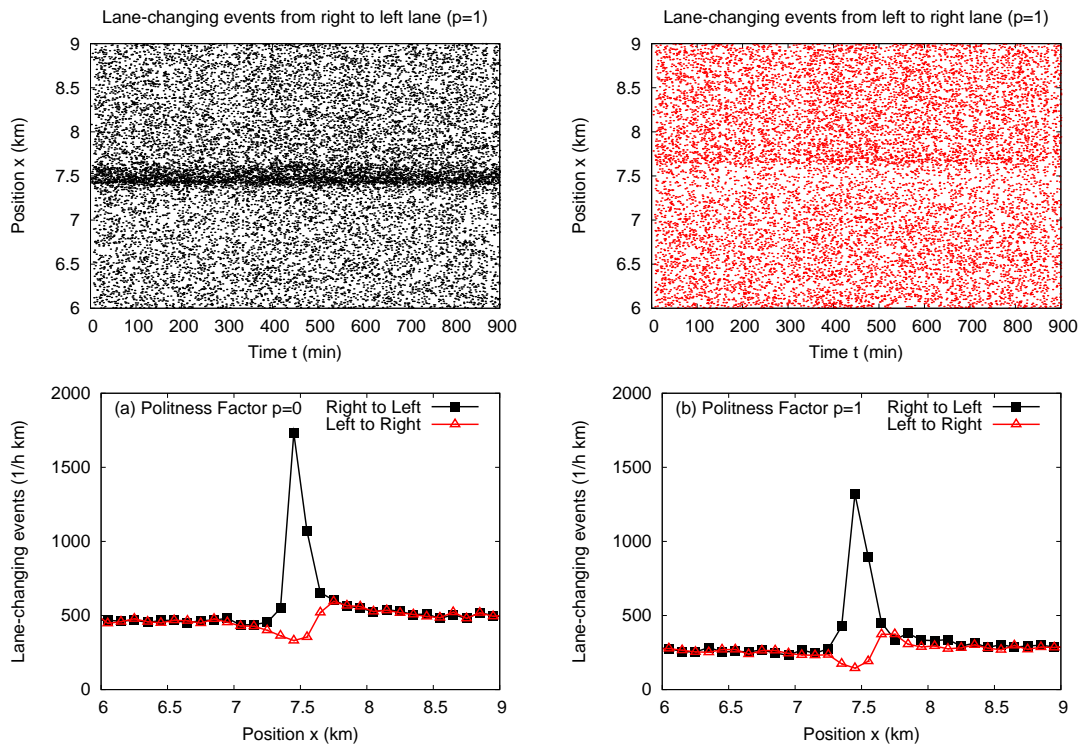 Lane-changing events from right to left lane (p=1)
9
8.5
8
7.5
7
6.5
6
Position x (km)
0 100 200 300 400 500 600 700 800 900
Time t (min)
Lane-changing events from left to right lane (p=1)
9
8.5
8
7.5
7
6.5
6
Position x (km)
0 100 200 300 400 500 600 700 800 900
Time t (min)
2000
1500
1000
500
0
Lane-changing events (1/h km)
(a) Politness Factor p=0
Right to Left
Left to Right
6 6.5 7 7.5 8 8.5 9
Position x (km)
2000
1500
1000
500
0
Lane-changing events (1/h km)
(b) Politness Factor p=1
Right to Left
Left to Right
6 6.5 7 7.5 8 8.5 9
Position x (km)